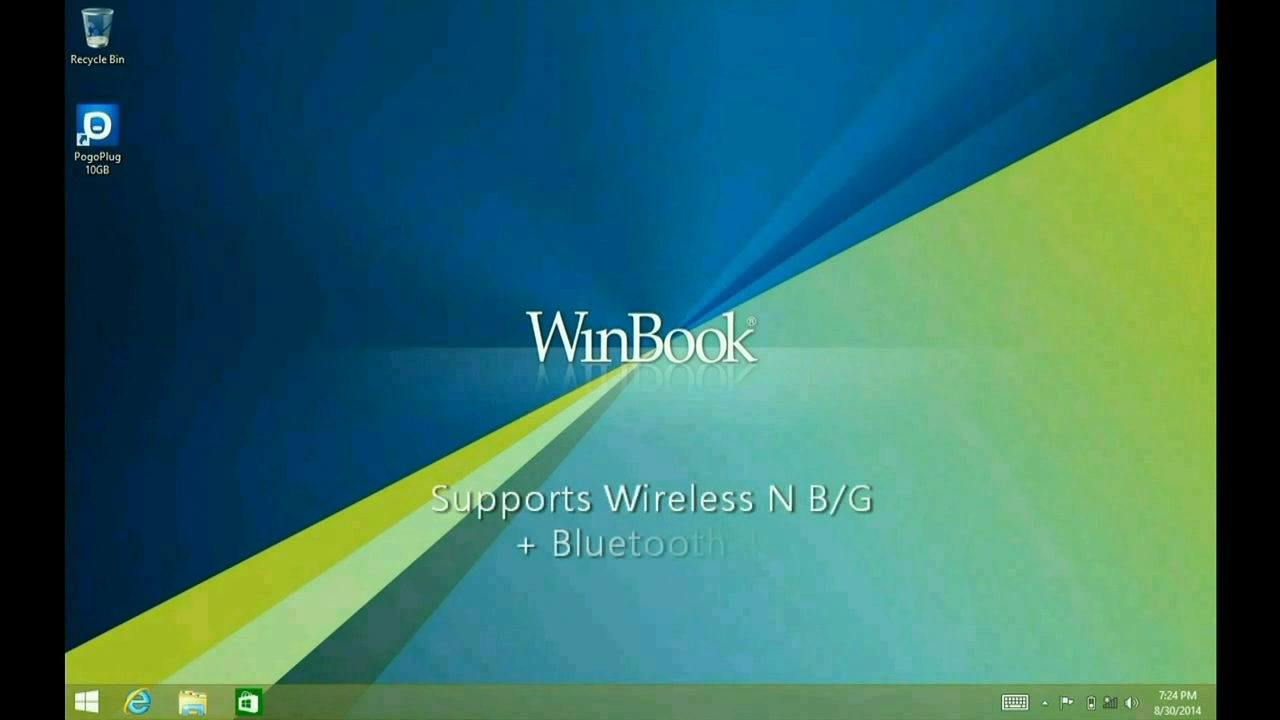 Recycle Bin
PogoPlug
10GB
WinBook®
Supports Wireless N B/G
+ Bluetooth
7:24 PM
8/30/2014